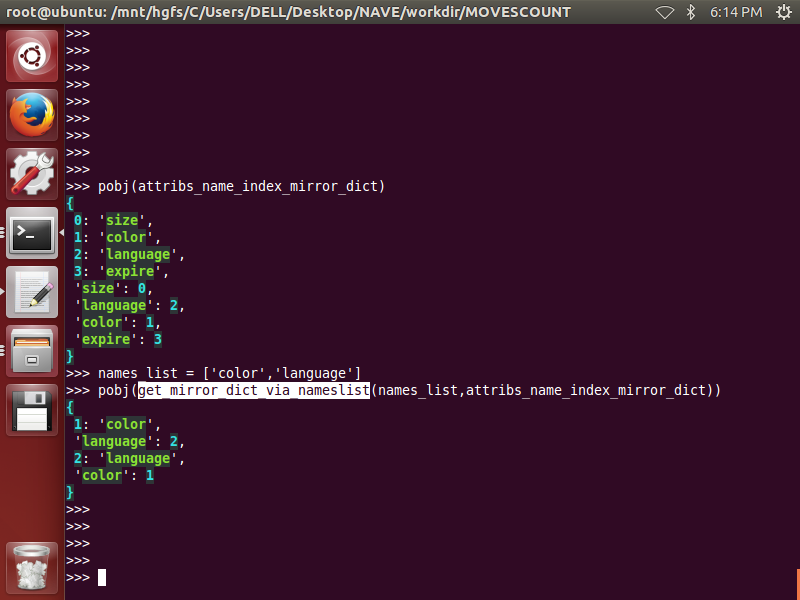 root@ubuntu: /mnt/hgfs/C/Users/DELL/Desktop/NAVE/workdir/MOVESCOUNT 6:14 PM
>>>
>>>
>>>
>>>
>>>
>>>
>>>
>>>
>>>
>>> pobj(attribs_name_index_mirror_dict)
{
0: 'size',
1: 'color',
2: 'language',
3: 'expire',
'size': 0,
'language': 2,
'color': 1,
'expire': 3
}
>>> names_list = ['color','language']
>>> pobj(get_mirror_dict_via_nameslist(names_list,attribs_name_index_mirror_dict))
{
1: 'color',
'language': 2,
2: 'language',
'color': 1
}
>>>
>>>
>>>
>>>
>>>